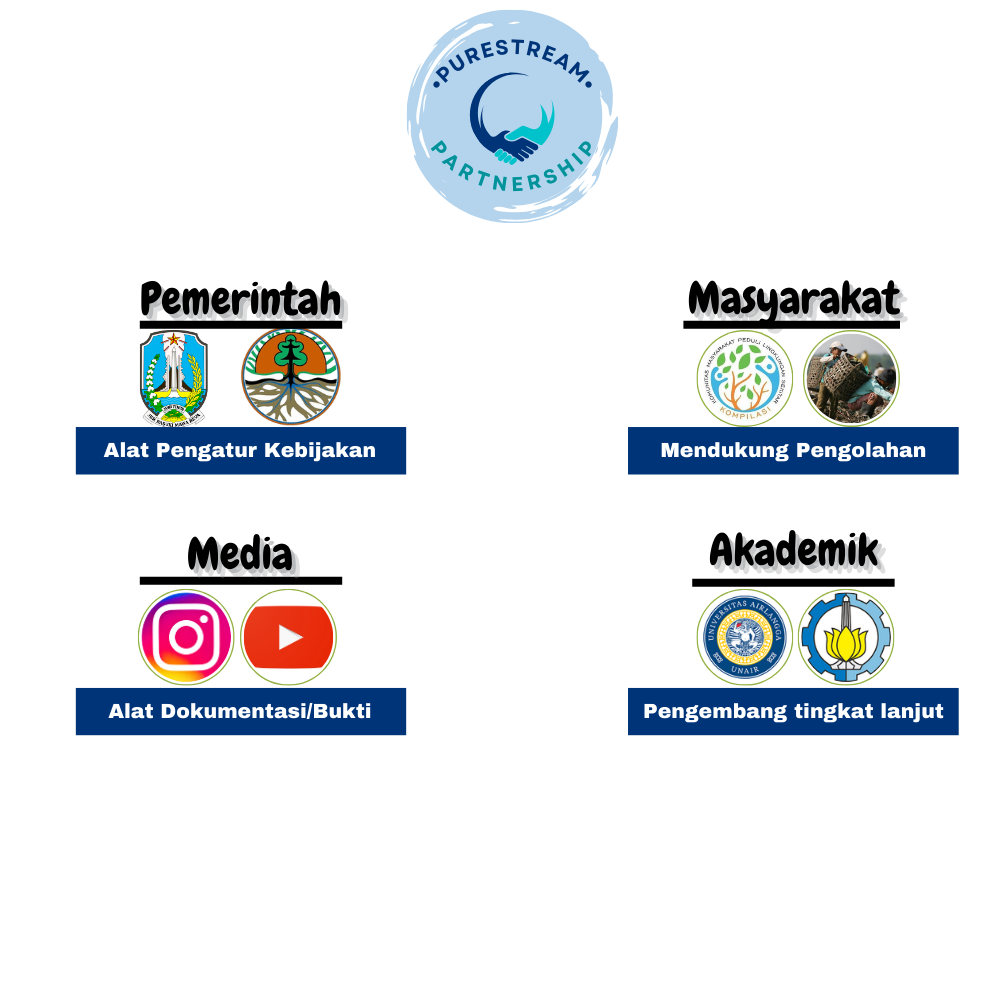 PURESTREAM
PARTNERSHIP
Pemerintah
Alat Pengatur Kebijakan
Masyarakat
KOMUNITAS MASYARAKAT PEDULI LINGKUNGAN
KOMPILASI
Mendukung Pengolahan
Media
Alat Dokumentasi/Bukti
Akademik
UNIVERSITAS AIRLANGGA
UNAIR
Pengembang tingkat lanjut